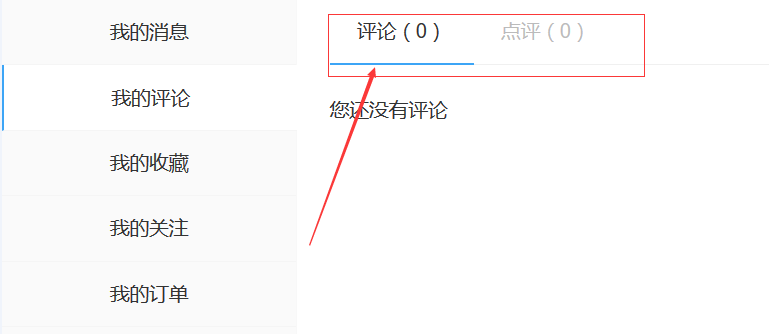 我的消息
我的评论
我的收藏
我的关注
我的订单
评论（0） 点评（0）
您还没有评论